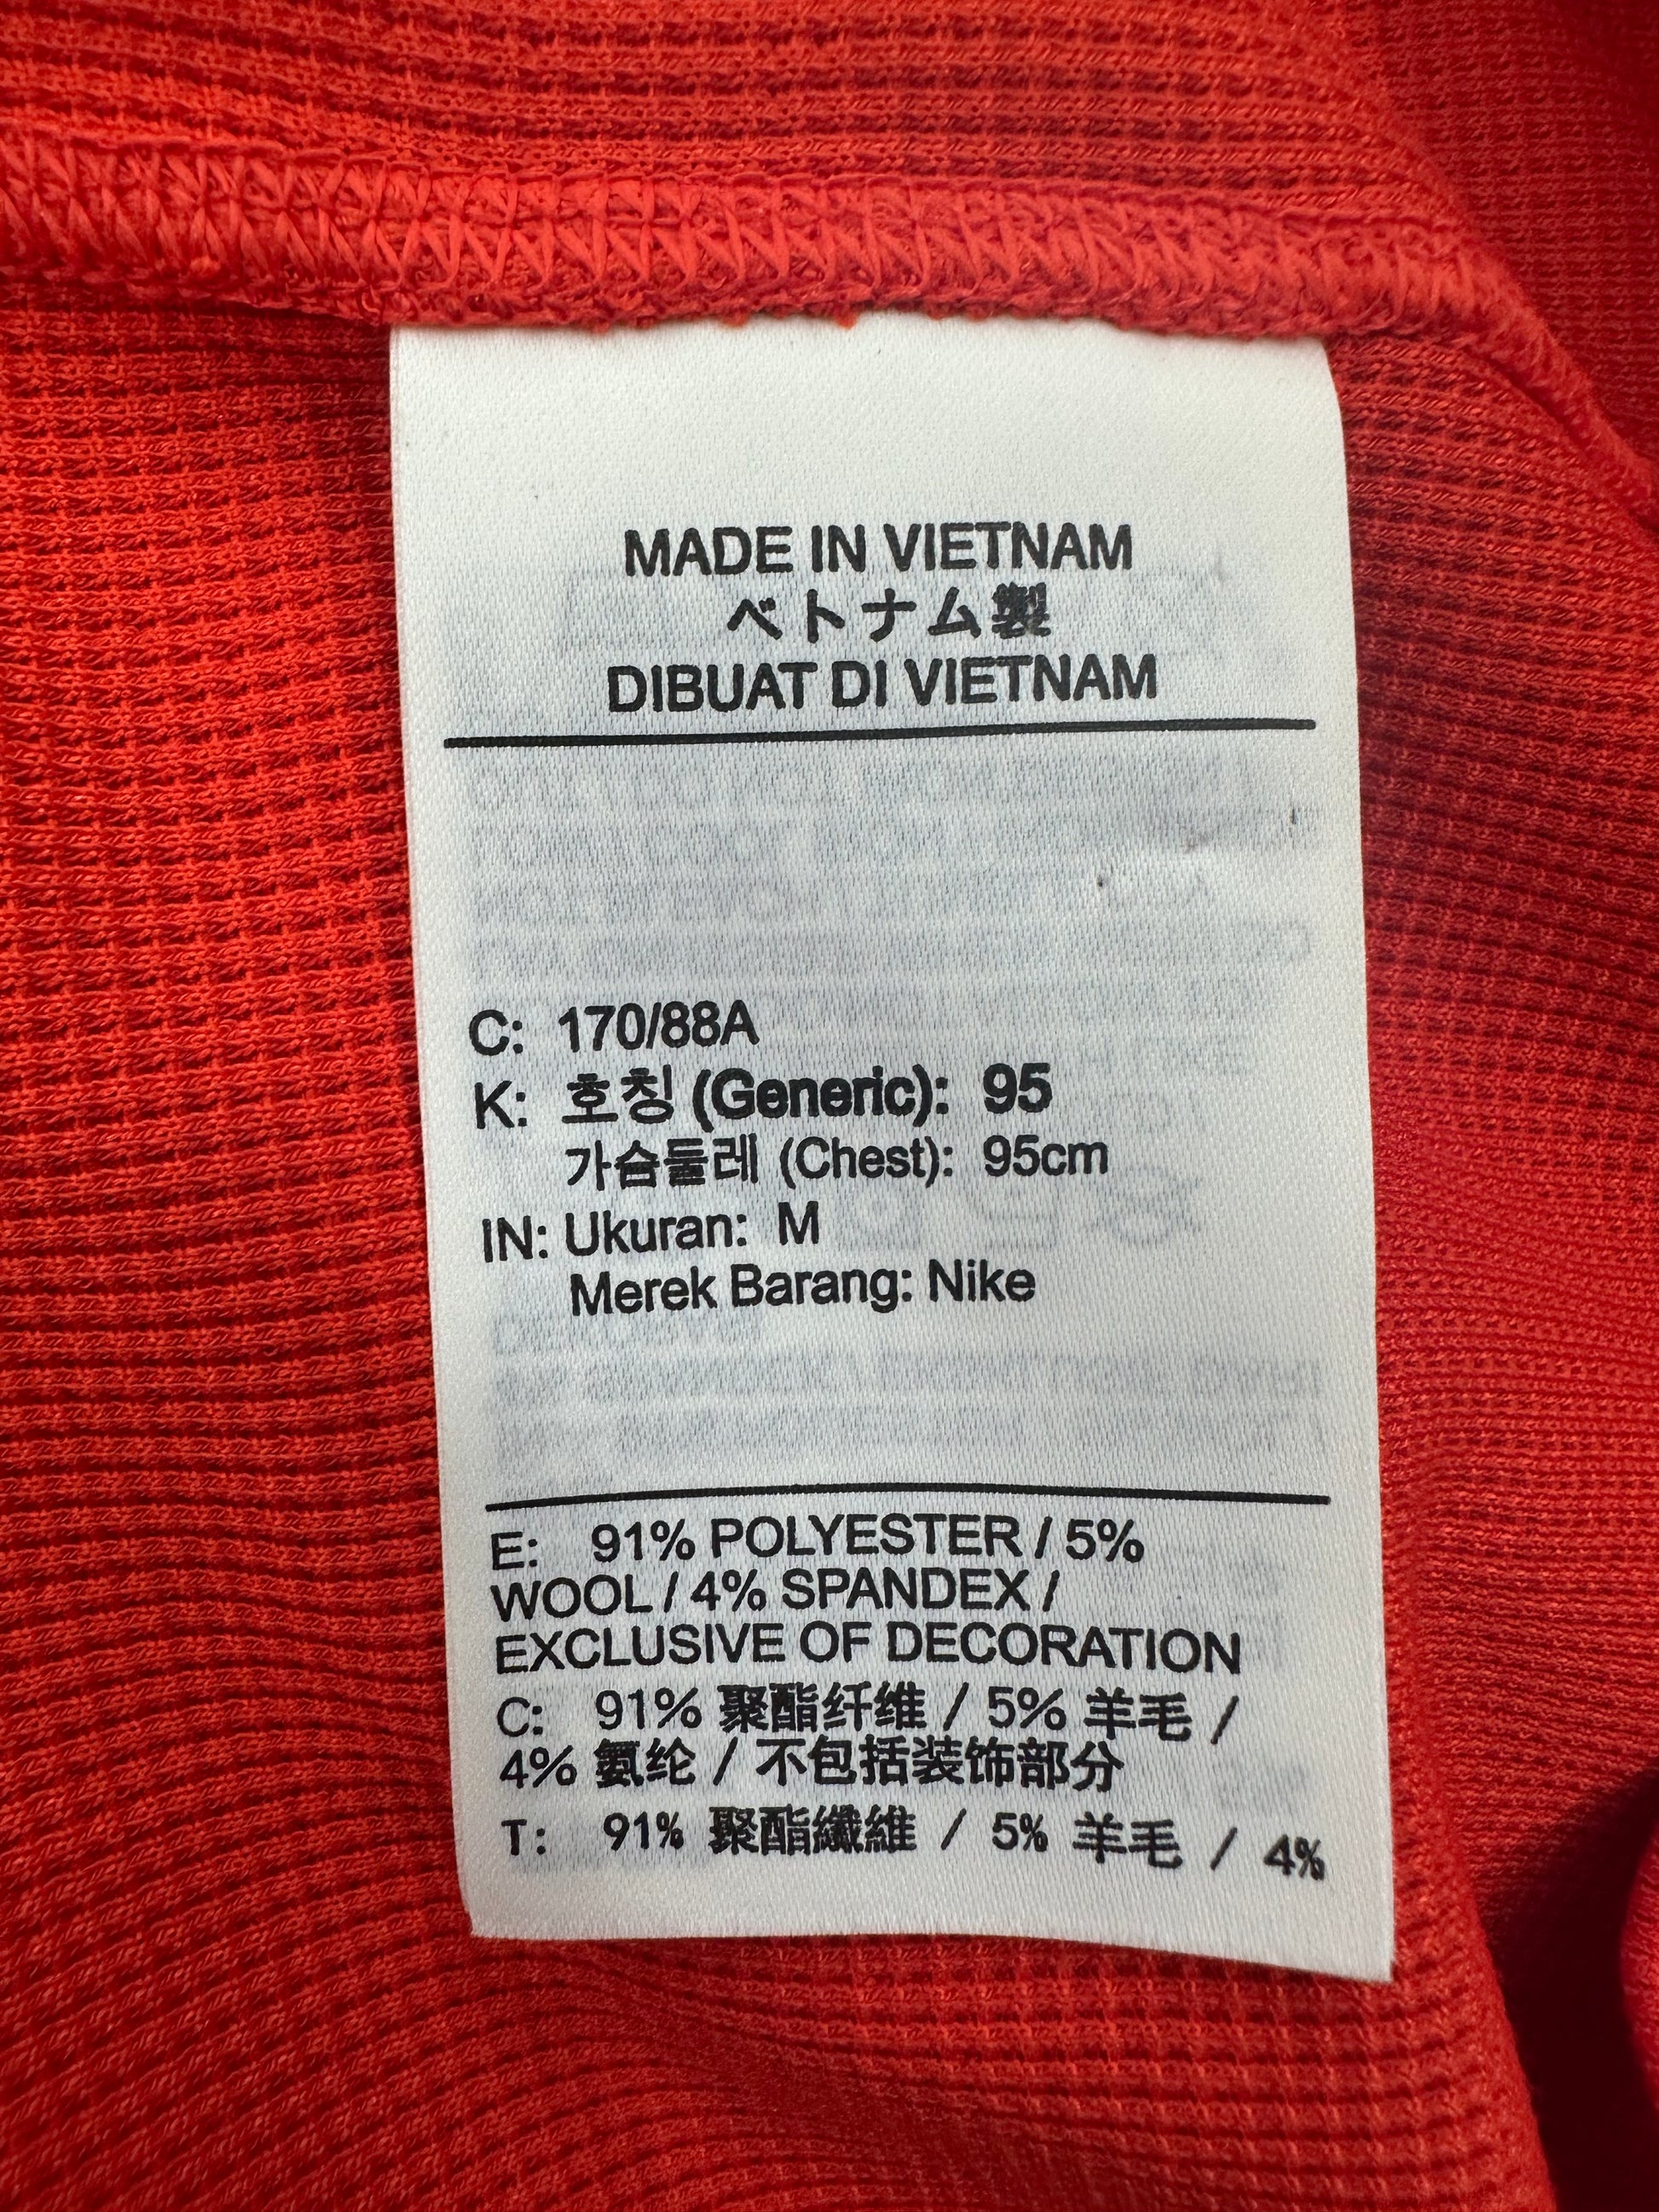 MADE IN VIETNAM
ベトナム製
DIBUAT DI VIETNAM
C: 170/88A
K: 호칭 (Generic): 95
가슴둘레 (Chest): 95cm
IN: Ukuran: M
Merek Barang: Nike
E: 91% POLYESTER / 5%
WOOL / 4% SPANDEX /
EXCLUSIVE OF DECORATION
C: 91% 聚酯纤维 / 5% 羊毛 /
4% 氨纶 / 不包括装饰部分
T: 91% 聚酯纖維 / 5% 羊毛 / 4%